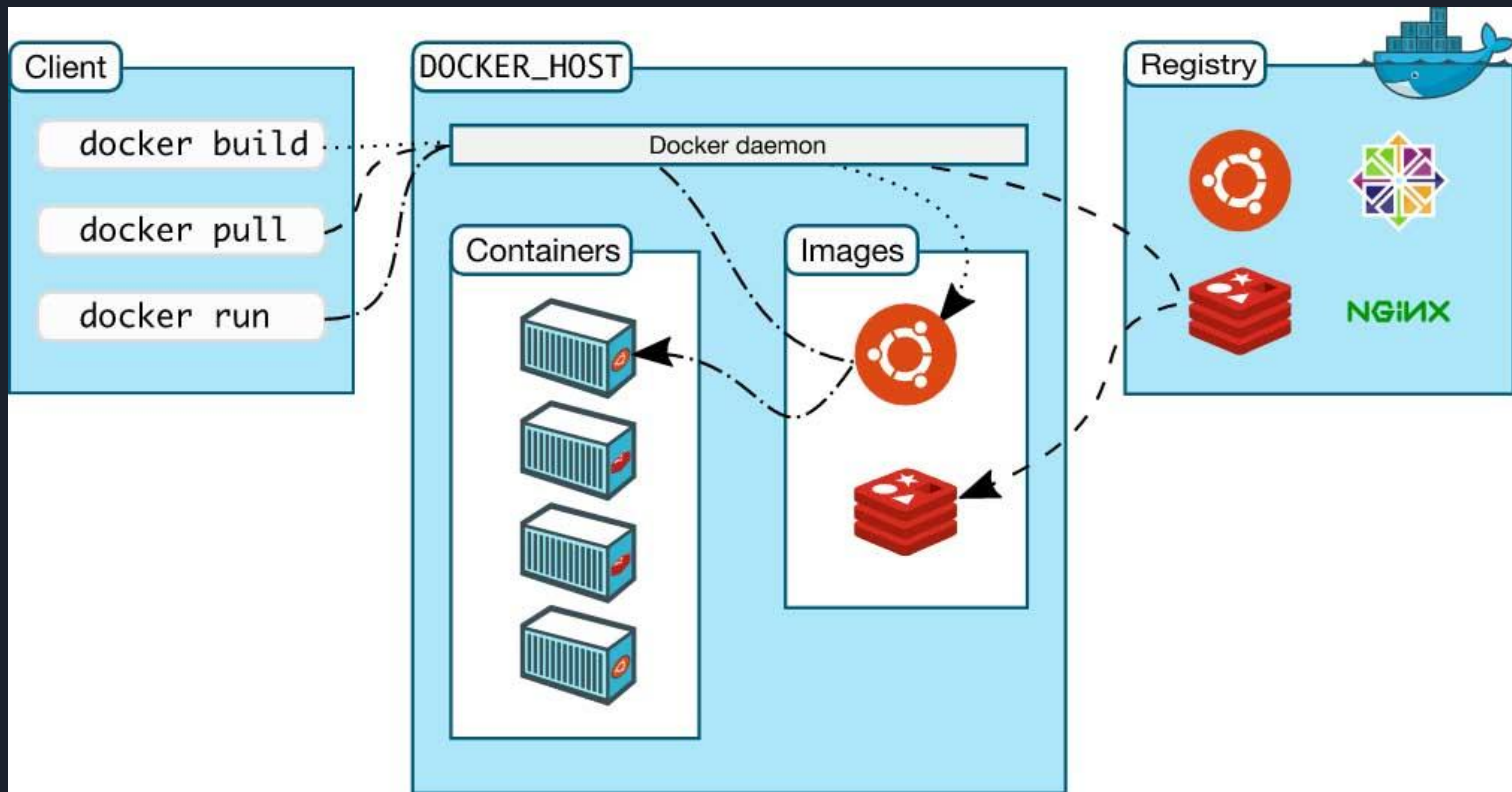 Client
docker build
docker pull
docker run
DOCKER_HOST
Docker daemon
Containers
Images
Registry
NGiNX